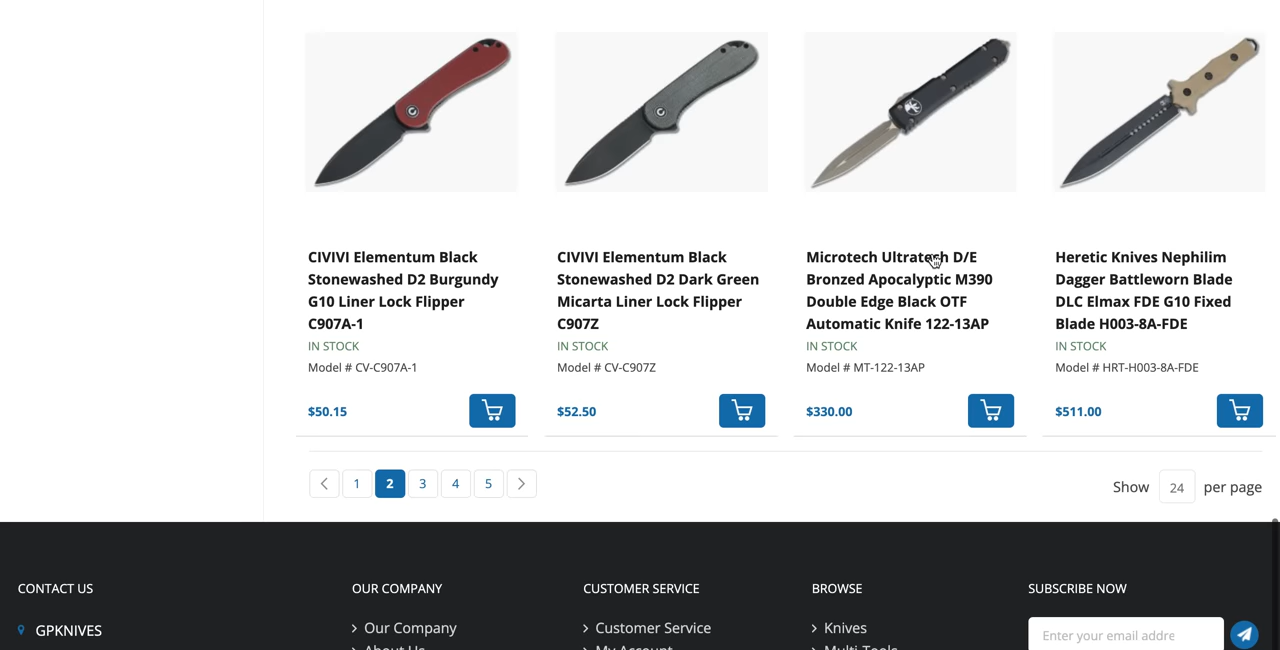 CIVIVI Elementum Black
Stonewashed D2 Burgundy
G10 Liner Lock Flipper
C907A-1
IN STOCK
Model # CV-C907A-1
$50.15
CIVIVI Elementum Black
Stonewashed D2 Dark Green
Micarta Liner Lock Flipper
C907Z
IN STOCK
Model # CV-C907Z
$52.50
Microtech Ultratech D/E
Bronzed Apocalyptic M390
Double Edge Black OTF
Automatic Knife 122-13AP
IN STOCK
Model # MT-122-13AP
$330.00
Heretic Knives Nephilim
Dagger Battleworn Blade
DLC Elmax FDE G10 Fixed
Blade H003-8A-FDE
IN STOCK
Model # HRT-H003-8A-FDE
$511.00
1 2 3 4 5
Show 24 per page
CONTACT US
GPKNIVES
OUR COMPANY
Our Company
About Us
CUSTOMER SERVICE
Customer Service
My Account
BROWSE
Knives
Multi-Tools
SUBSCRIBE NOW
Enter your email addre